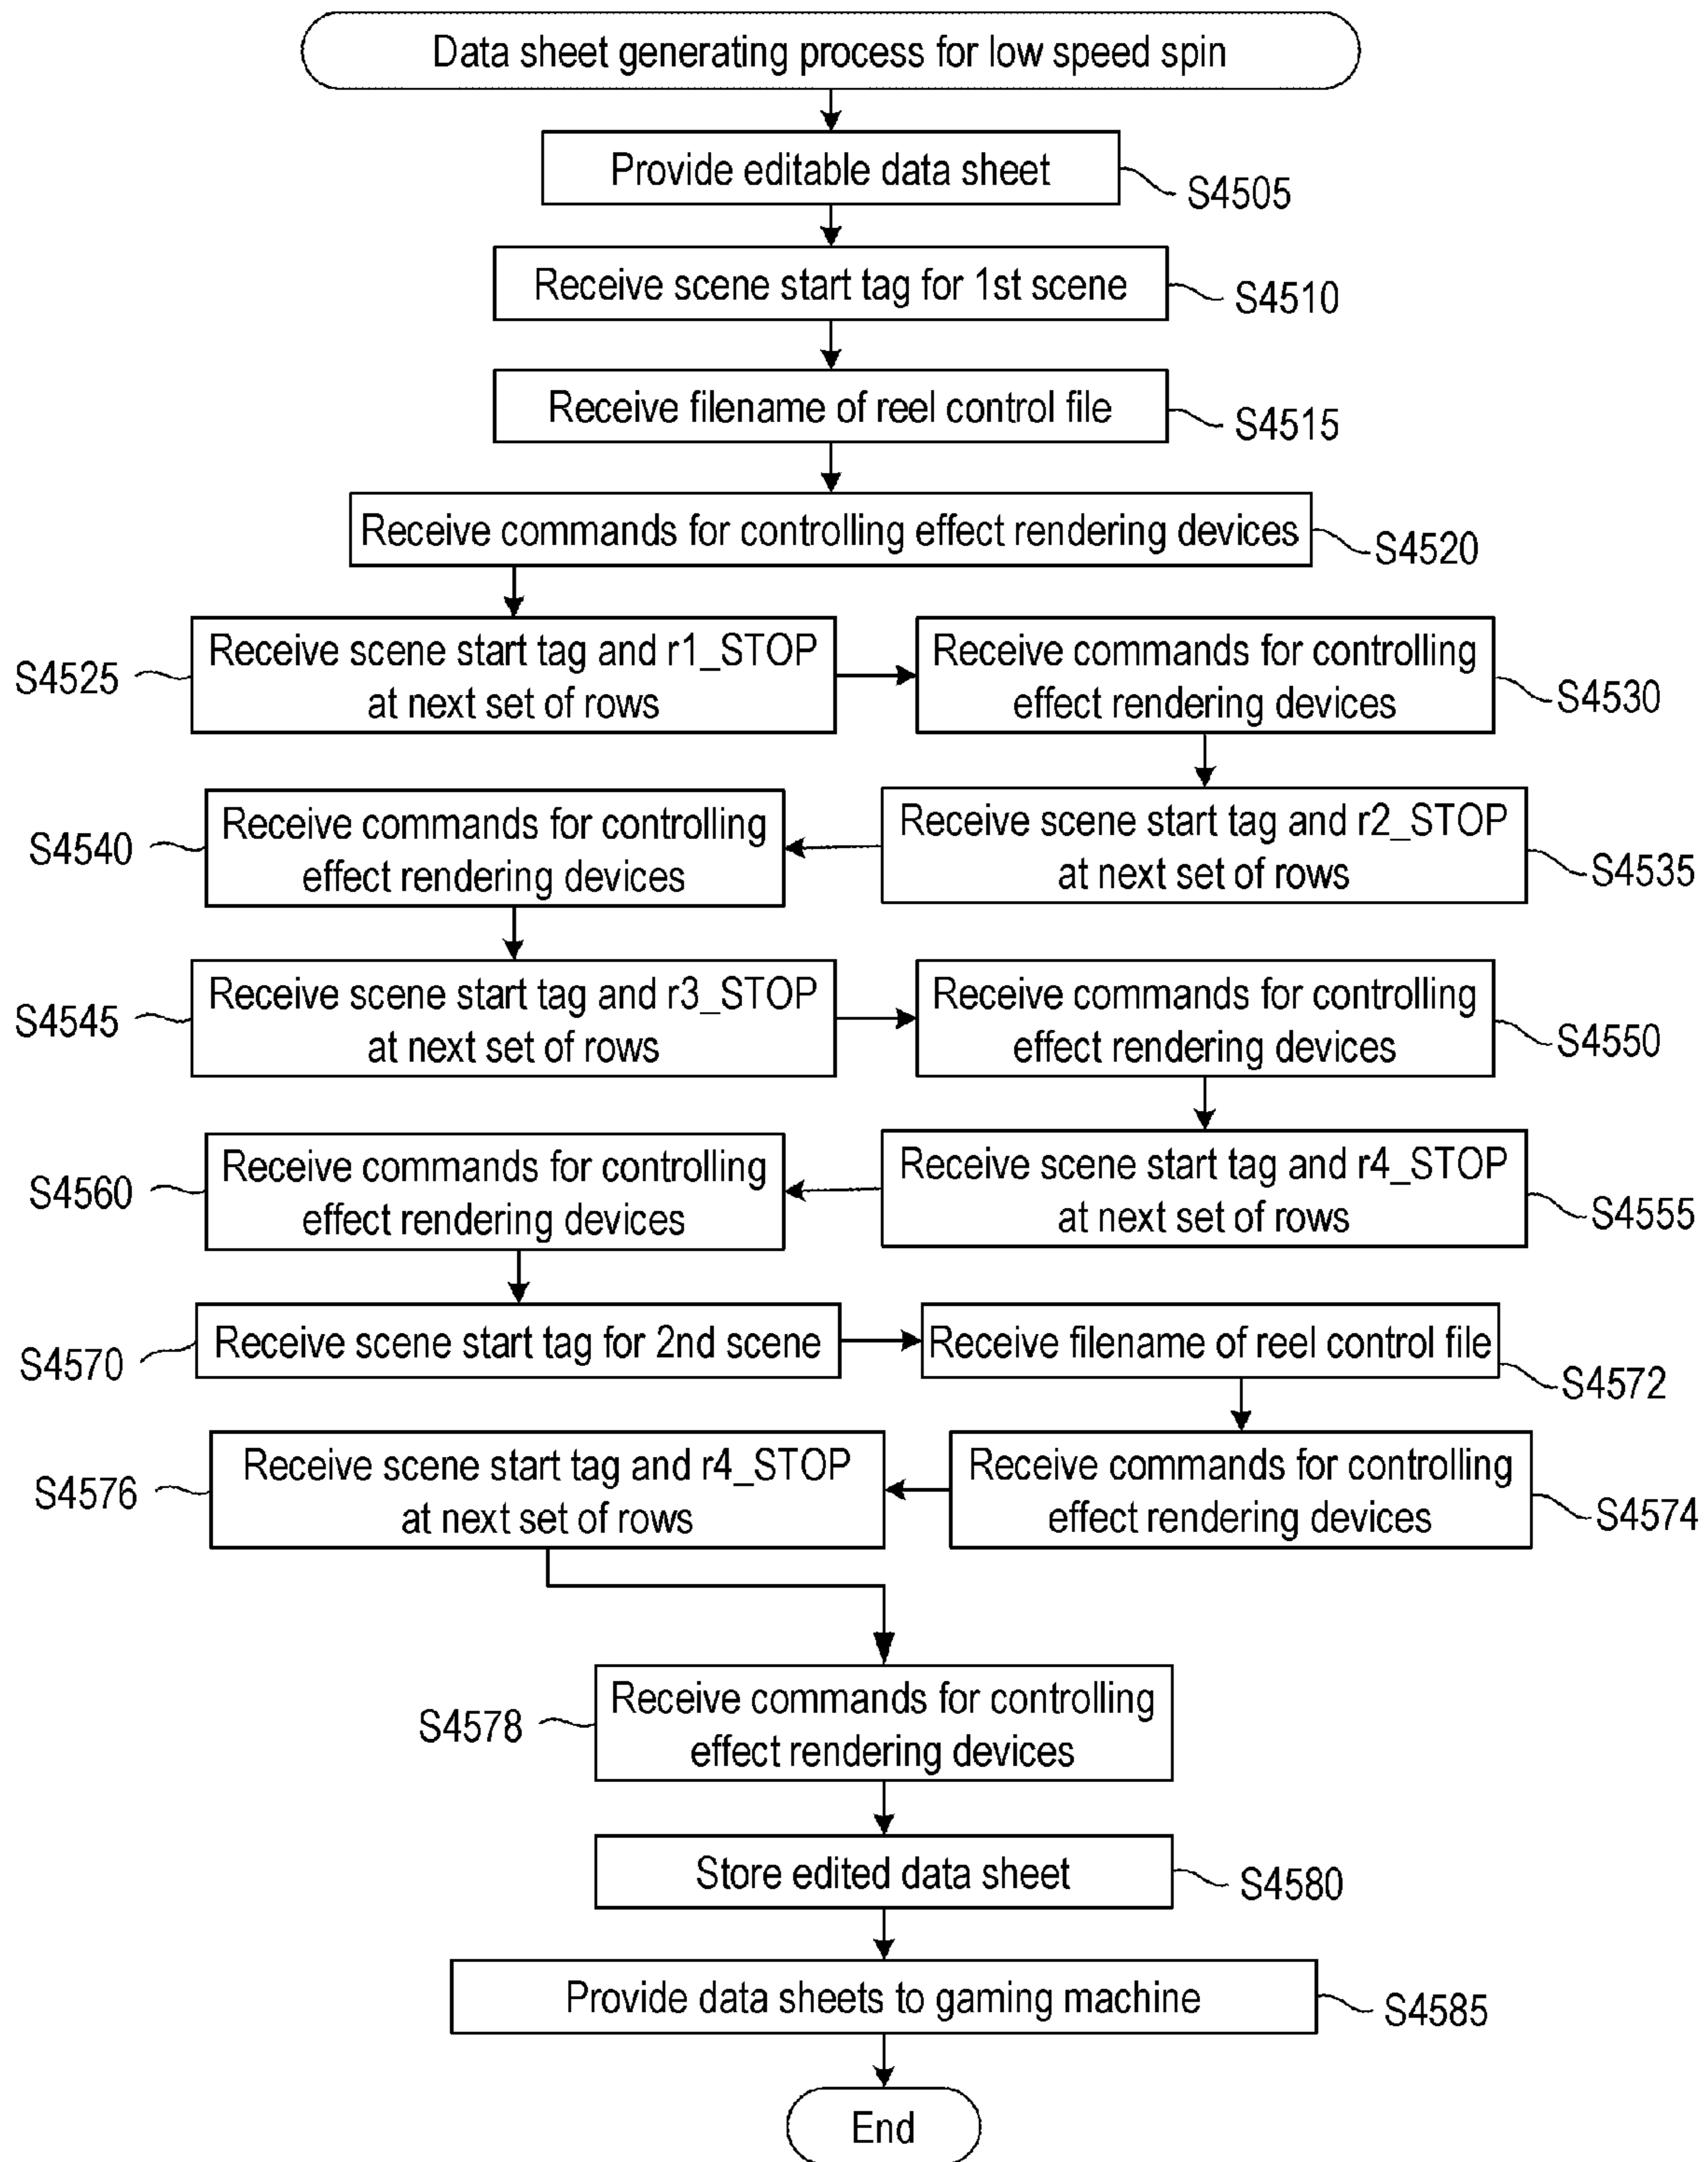 Data sheet generating process for low speed spin
Provide editable data sheet
S4505
Receive scene start tag for 1st scene
S4510
Receive filename of reel control file
S4515
Receive commands for controlling effect rendering devices
S4520
S4525
Receive scene start tag and r1_STOP
at next set of rows
Receive commands for controlling
effect rendering devices
S4530
Receive scene start tag and r2_STOP
at next set of rows
S4535
S4540
Receive commands for controlling
effect rendering devices
S4545
Receive scene start tag and r3_STOP
at next set of rows
Receive commands for controlling
effect rendering devices
S4550
Receive scene start tag and r4_STOP
at next set of rows
S4555
S4560
Receive commands for controlling
effect rendering devices
S4570
Receive scene start tag for 2nd scene
Receive filename of reel control file
S4572
Receive commands for controlling
effect rendering devices
S4574
S4576
Receive scene start tag and r4_STOP
at next set of rows
S4578
Receive commands for controlling
effect rendering devices
Store edited data sheet
S4580
Provide data sheets to gaming machine
S4585
End